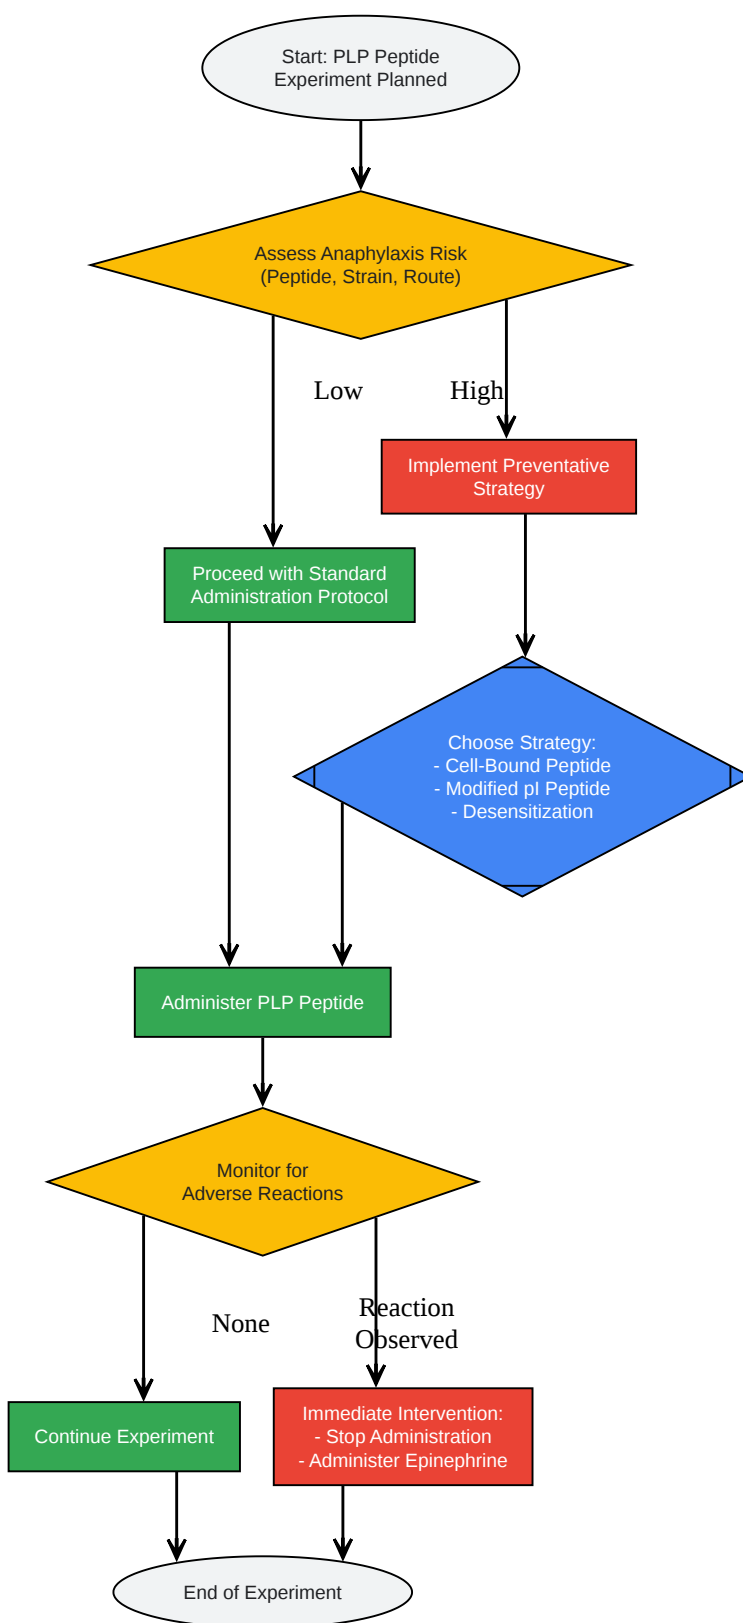 Start: PLP Peptide
Experiment Planned
Assess Anaphylaxis Risk
(Peptide, Strain, Route)
Low
High
Implement Preventative
Strategy
Proceed with Standard
Administration Protocol
Choose Strategy:
- Cell-Bound Peptide
- Modified pI Peptide
- Desensitization
Administer PLP Peptide
Monitor for
Adverse Reactions
None
Reaction
Observed
Continue Experiment
Immediate Intervention:
- Stop Administration
- Administer Epinephrine
End of Experiment